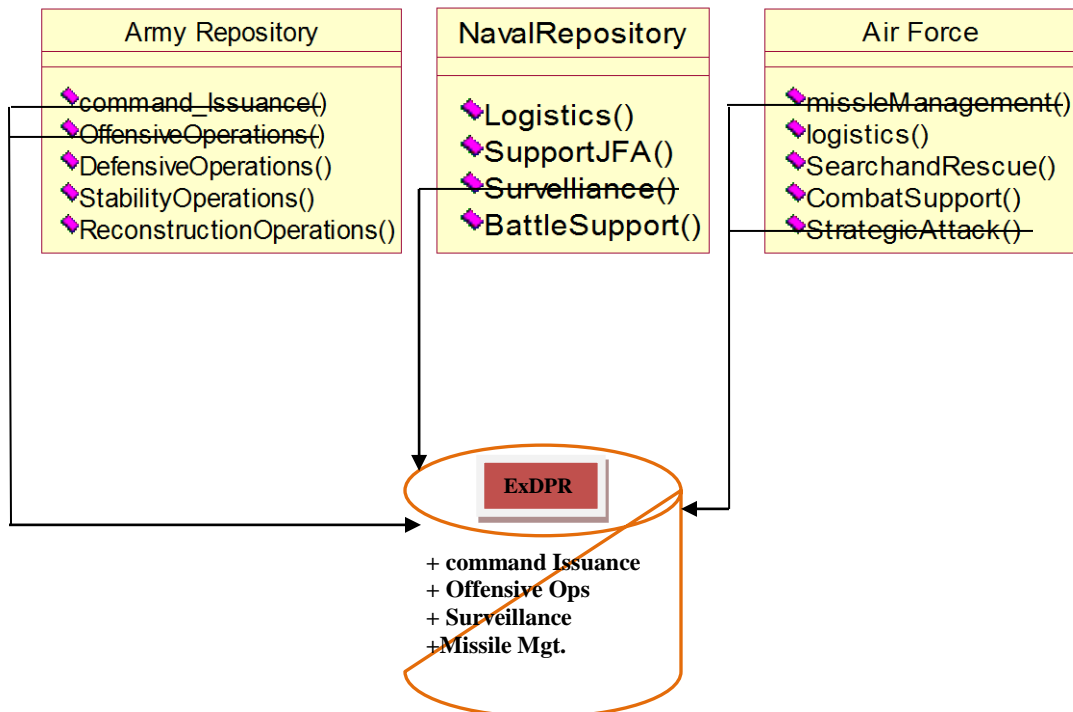 Army Repository
command_Issuance()
OffensiveOperations()
DefensiveOperations()
StabilityOperations()
ReconstructionOperations()
NavalRepository
Logistics()
SupportJFA()
Survelliance()
BattleSupport()
Air Force
missleManagement()
logistics()
SearchandRescue()
CombatSupport()
StrategicAttack()
ExDPR
+ command Issuance
+ Offensive Ops
+ Surveillance
+Missile Mgt.